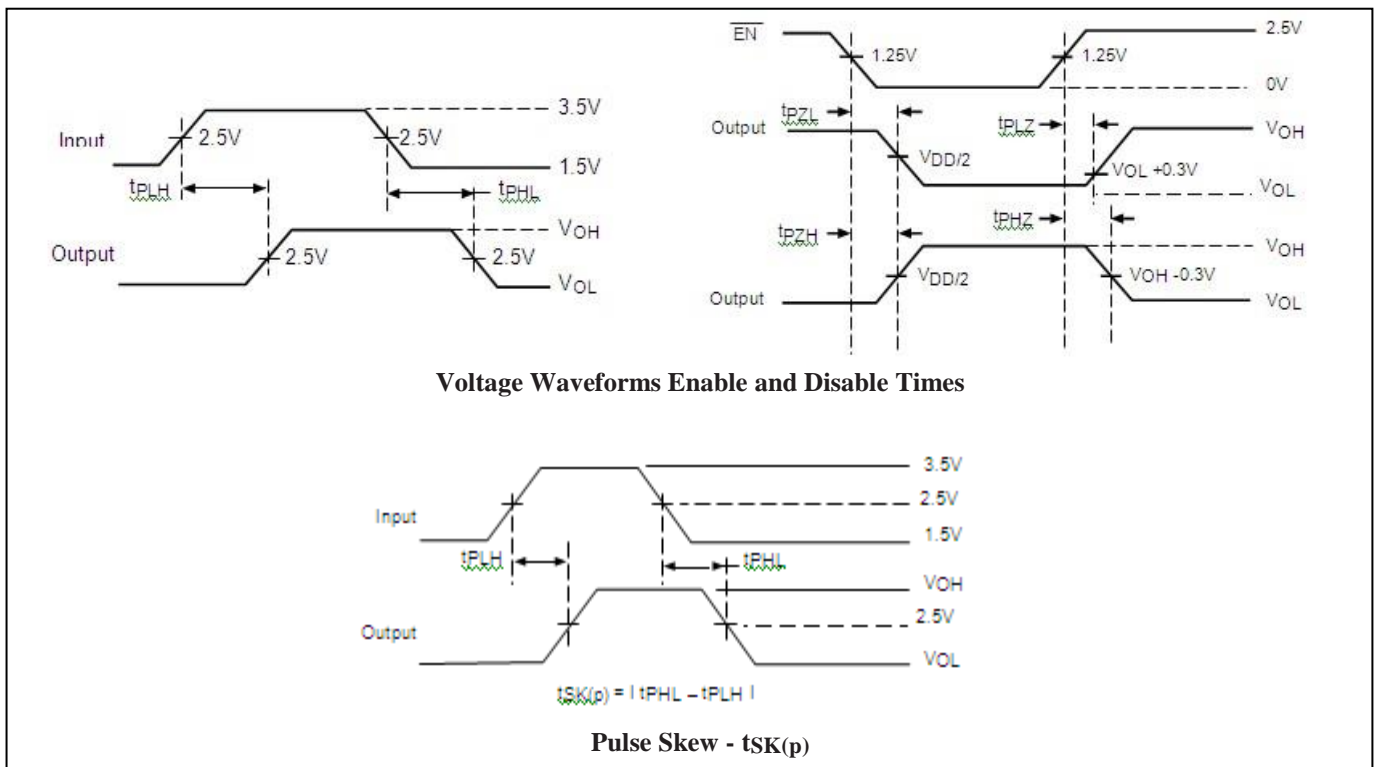 Input
2.5V
2.5V
3.5V
1.5V
tPLH
tPHL
Output
2.5V
2.5V
VOH
VOL
EN
1.25V
1.25V
2.5V
0V
tPZL
tPLZ
Output
VDD/2
VOL +0.3V
VOH
VOL
tPZH
tPHZ
Output
VDD/2
VOH -0.3V
VOH
VOL
Voltage Waveforms Enable and Disable Times
Input
3.5V
2.5V
1.5V
tPLH
tPHL
Output
VOH
2.5V
VOL
tSK(p) = I tPHL – tPLH I
Pulse Skew - tSK(p)